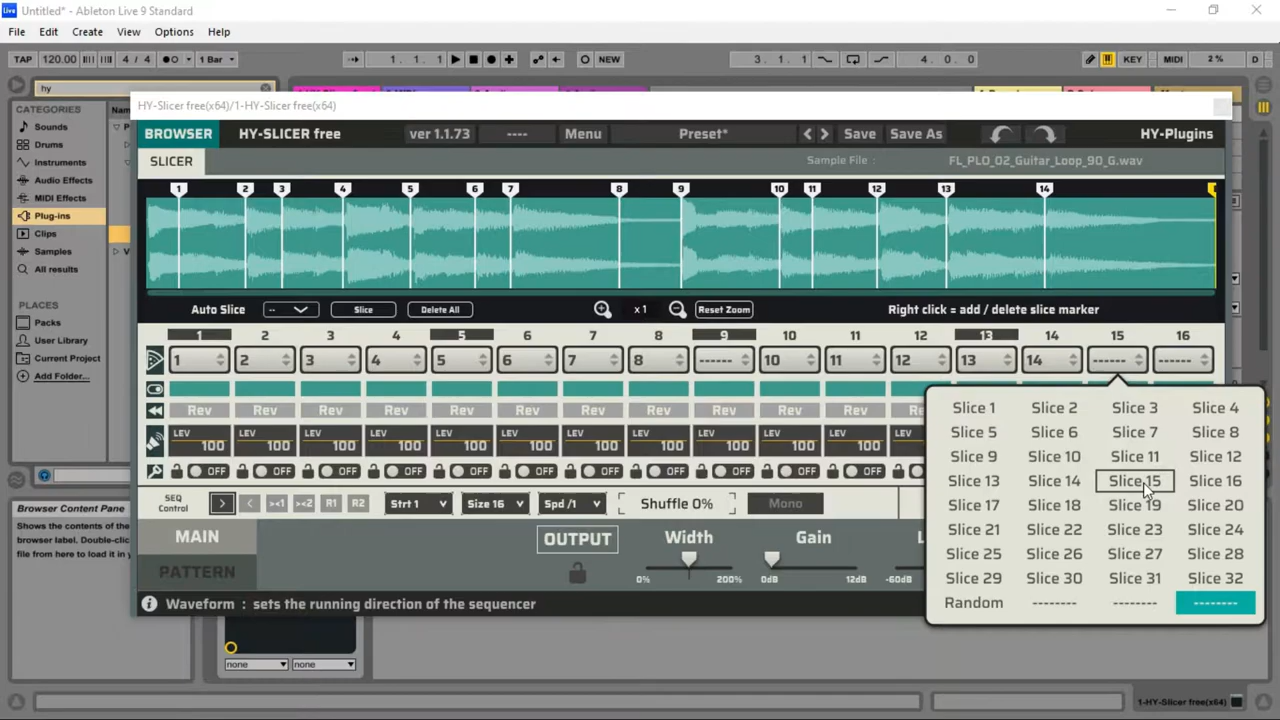 Live Untitled* - Ableton Live 9 Standard
File Edit Create View Options Help
TAP 120.00 4 / 4 1 Bar 1. 1. 1 NEW 3. 1. 1 4. 0. 0 KEY MIDI 2 % D
hy
HY-Slicer free(x64)/1-HY-Slicer free(x64)
CATEGORIES
Sounds
Drums
Instruments
Audio Effects
MIDI Effects
Plug-ins
Clips
Samples
All results
PLACES
Packs
User Library
Current Project
Add Folder...
BROWSER HY-SLICER free ver 1.1.73 ---- Menu Preset* < > Save Save As HY-Plugins
SLICER Sample File : FL_PLO_02_Guitar_Loop_90_G.wav
1 2 3 4 5 6 7 8 9 10 11 12 13 14
Auto Slice -- Slice Delete All x 1 Reset Zoom Right click = add / delete slice marker
1 2 3 4 5 6 7 8 9 10 11 12 13 14 15 16
1 2 3 4 5 6 7 8 ------ 10 11 12 13 14 ------ ------
Rev Rev Rev Rev Rev Rev Rev Rev Rev Rev Rev Rev
LEV LEV LEV LEV LEV LEV LEV LEV LEV LEV LEV LEV
100 100 100 100 100 100 100 100 100 100 100 100
OFF OFF OFF OFF OFF OFF OFF OFF OFF OFF OFF OFF
SEQ Control > < ><1 ><2 R1 R2 Strt 1 Size 16 Spd /1 Shuffle 0% Mono
MAIN
PATTERN
OUTPUT Width Gain
0% 200% 0dB 12dB -60dB
Waveform : sets the running direction of the sequencer
Slice 1 Slice 2 Slice 3 Slice 4
Slice 5 Slice 6 Slice 7 Slice 8
Slice 9 Slice 10 Slice 11 Slice 12
Slice 13 Slice 14 Slice 15 Slice 16
Slice 17 Slice 18 Slice 19 Slice 20
Slice 21 Slice 22 Slice 23 Slice 24
Slice 25 Slice 26 Slice 27 Slice 28
Slice 29 Slice 30 Slice 31 Slice 32
Random -------- -------- --------
Browser Content Pane
Shows the contents of the
browser label. Double-clic
file from here to load it in y
none none
1-HY-Slicer free(x64)